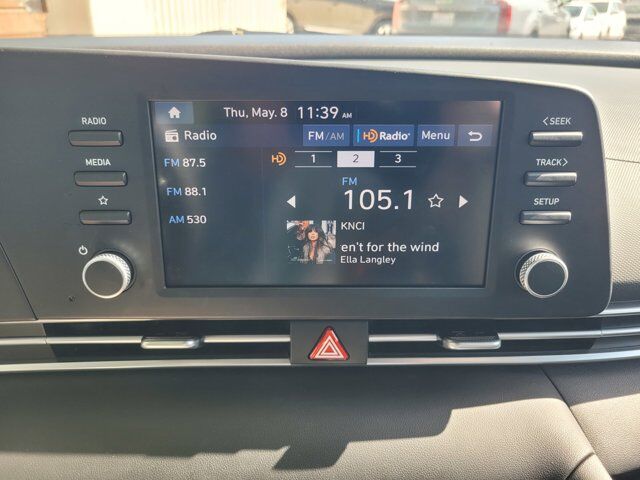 Thu, May. 8 11:39 AM
Radio FM/AM HD Radio Menu
RADIO
MEDIA
< SEEK
TRACK >
SETUP
FM 87.5
FM 88.1
AM 530
HD 1 2 3
FM
105.1
KNCI
en't for the wind
Ella Langley